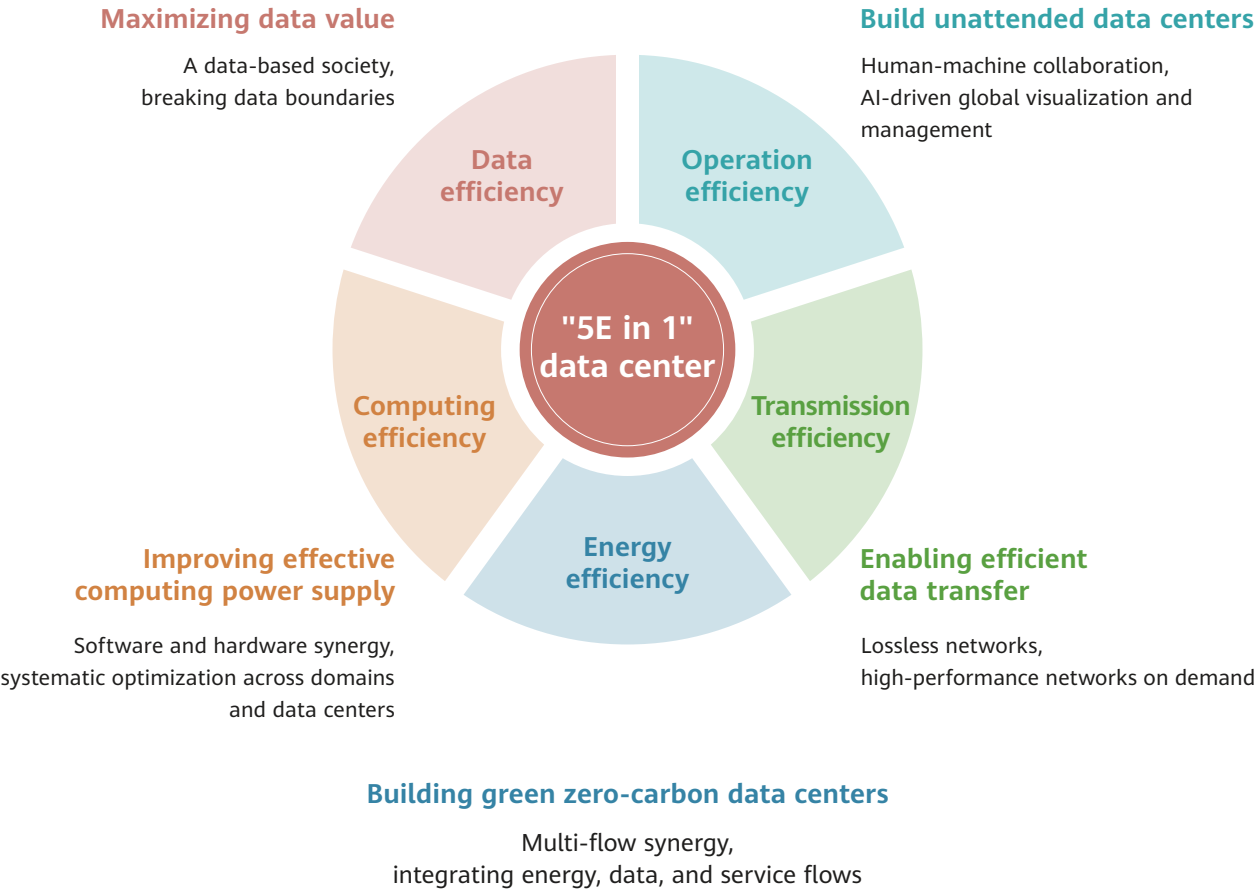 Maximizing data value
A data-based society,
breaking data boundaries
Build unattended data centers
Human-machine collaboration,
AI-driven global visualization and
management
Data
efficiency
Operation
efficiency
"5E in 1"
data center
Computing
efficiency
Transmission
efficiency
Energy
efficiency
Improving effective
computing power supply
Software and hardware synergy,
systematic optimization across domains
and data centers
Enabling efficient
data transfer
Lossless networks,
high-performance networks on demand
Building green zero-carbon data centers
Multi-flow synergy,
integrating energy, data, and service flows